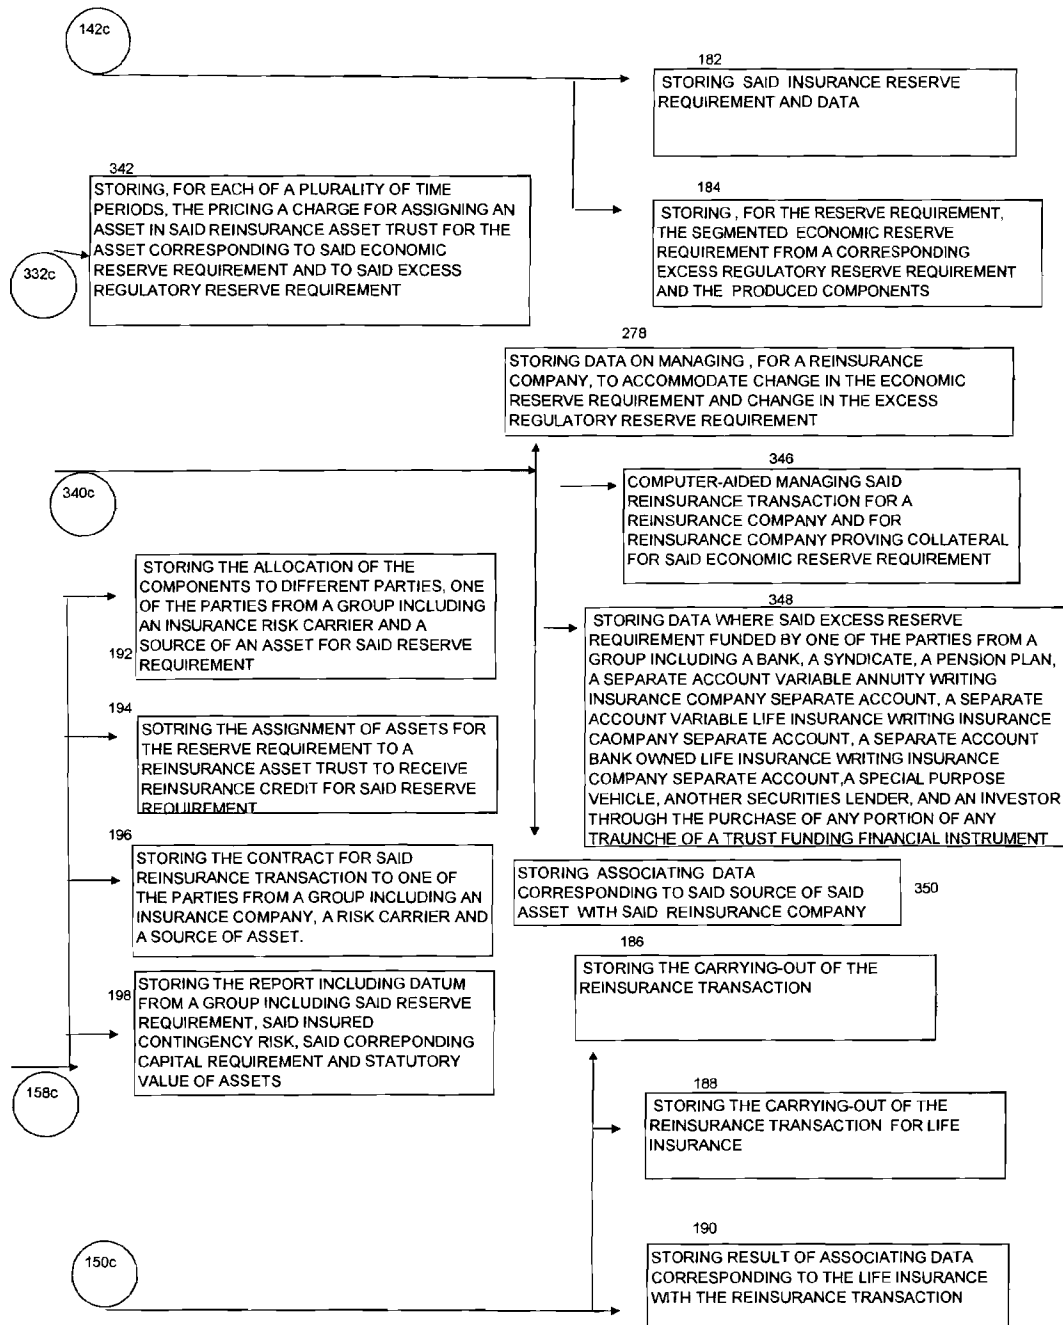 142c
182
STORING SAID INSURANCE RESERVE
REQUIREMENT AND DATA
342
STORING, FOR EACH OF A PLURALITY OF TIME
PERIODS, THE PRICING A CHARGE FOR ASSIGNING AN
ASSET IN SAID REINSURANCE ASSET TRUST FOR THE
ASSET CORRESPONDING TO SAID ECONOMIC
RESERVE REQUIREMENT AND TO SAID EXCESS
REGULATORY RESERVE REQUIREMENT
332c
184
STORING , FOR THE RESERVE REQUIREMENT,
THE SEGMENTED ECONOMIC RESERVE
REQUIREMENT FROM A CORRESPONDING
EXCESS REGULATORY RESERVE REQUIREMENT
AND THE PRODUCED COMPONENTS
278
STORING DATA ON MANAGING , FOR A REINSURANCE
COMPANY, TO ACCOMMODATE CHANGE IN THE ECONOMIC
RESERVE REQUIREMENT AND CHANGE IN THE EXCESS
REGULATORY RESERVE REQUIREMENT
340c
346
COMPUTER-AIDED MANAGING SAID
REINSURANCE TRANSACTION FOR A
REINSURANCE COMPANY AND FOR
REINSURANCE COMPANY PROVING COLLATERAL
FOR SAID ECONOMIC RESERVE REQUIREMENT
STORING THE ALLOCATION OF THE
COMPONENTS TO DIFFERENT PARTIES, ONE
OF THE PARTIES FROM A GROUP INCLUDING
AN INSURANCE RISK CARRIER AND A
SOURCE OF AN ASSET FOR SAID RESERVE
REQUIREMENT
192
348
STORING DATA WHERE SAID EXCESS RESERVE
REQUIREMENT FUNDED BY ONE OF THE PARTIES FROM A
GROUP INCLUDING A BANK, A SYNDICATE, A PENSION PLAN,
A SEPARATE ACCOUNT VARIABLE ANNUITY WRITING
INSURANCE COMPANY SEPARATE ACCOUNT, A SEPARATE
ACCOUNT VARIABLE LIFE INSURANCE WRITING INSURANCE
CAOMPANY SEPARATE ACCOUNT, A SEPARATE ACCOUNT
BANK OWNED LIFE INSURANCE WRITING INSURANCE
COMPANY SEPARATE ACCOUNT,A SPECIAL PURPOSE
VEHICLE, ANOTHER SECURITIES LENDER, AND AN INVESTOR
THROUGH THE PURCHASE OF ANY PORTION OF ANY
TRAUNCHE OF A TRUST FUNDING FINANCIAL INSTRUMENT
194
SOTRING THE ASSIGNMENT OF ASSETS FOR
THE RESERVE REQUIREMENT TO A
REINSURANCE ASSET TRUST TO RECEIVE
REINSURANCE CREDIT FOR SAID RESERVE
REQUIREMENT
196
STORING THE CONTRACT FOR SAID
REINSURANCE TRANSACTION TO ONE OF
THE PARTIES FROM A GROUP INCLUDING AN
INSURANCE COMPANY, A RISK CARRIER AND
A SOURCE OF ASSET.
STORING ASSOCIATING DATA
CORRESPONDING TO SAID SOURCE OF SAID
ASSET WITH SAID REINSURANCE COMPANY
350
186
STORING THE CARRYING-OUT OF THE
REINSURANCE TRANSACTION
198
STORING THE REPORT INCLUDING DATUM
FROM A GROUP INCLUDING SAID RESERVE
REQUIREMENT, SAID INSURED
CONTINGENCY RISK, SAID CORREPONDING
CAPITAL REQUIREMENT AND STATUTORY
VALUE OF ASSETS
158c
188
STORING THE CARRYING-OUT OF THE
REINSURANCE TRANSACTION FOR LIFE
INSURANCE
190
STORING RESULT OF ASSOCIATING DATA
CORRESPONDING TO THE LIFE INSURANCE
WITH THE REINSURANCE TRANSACTION
150c